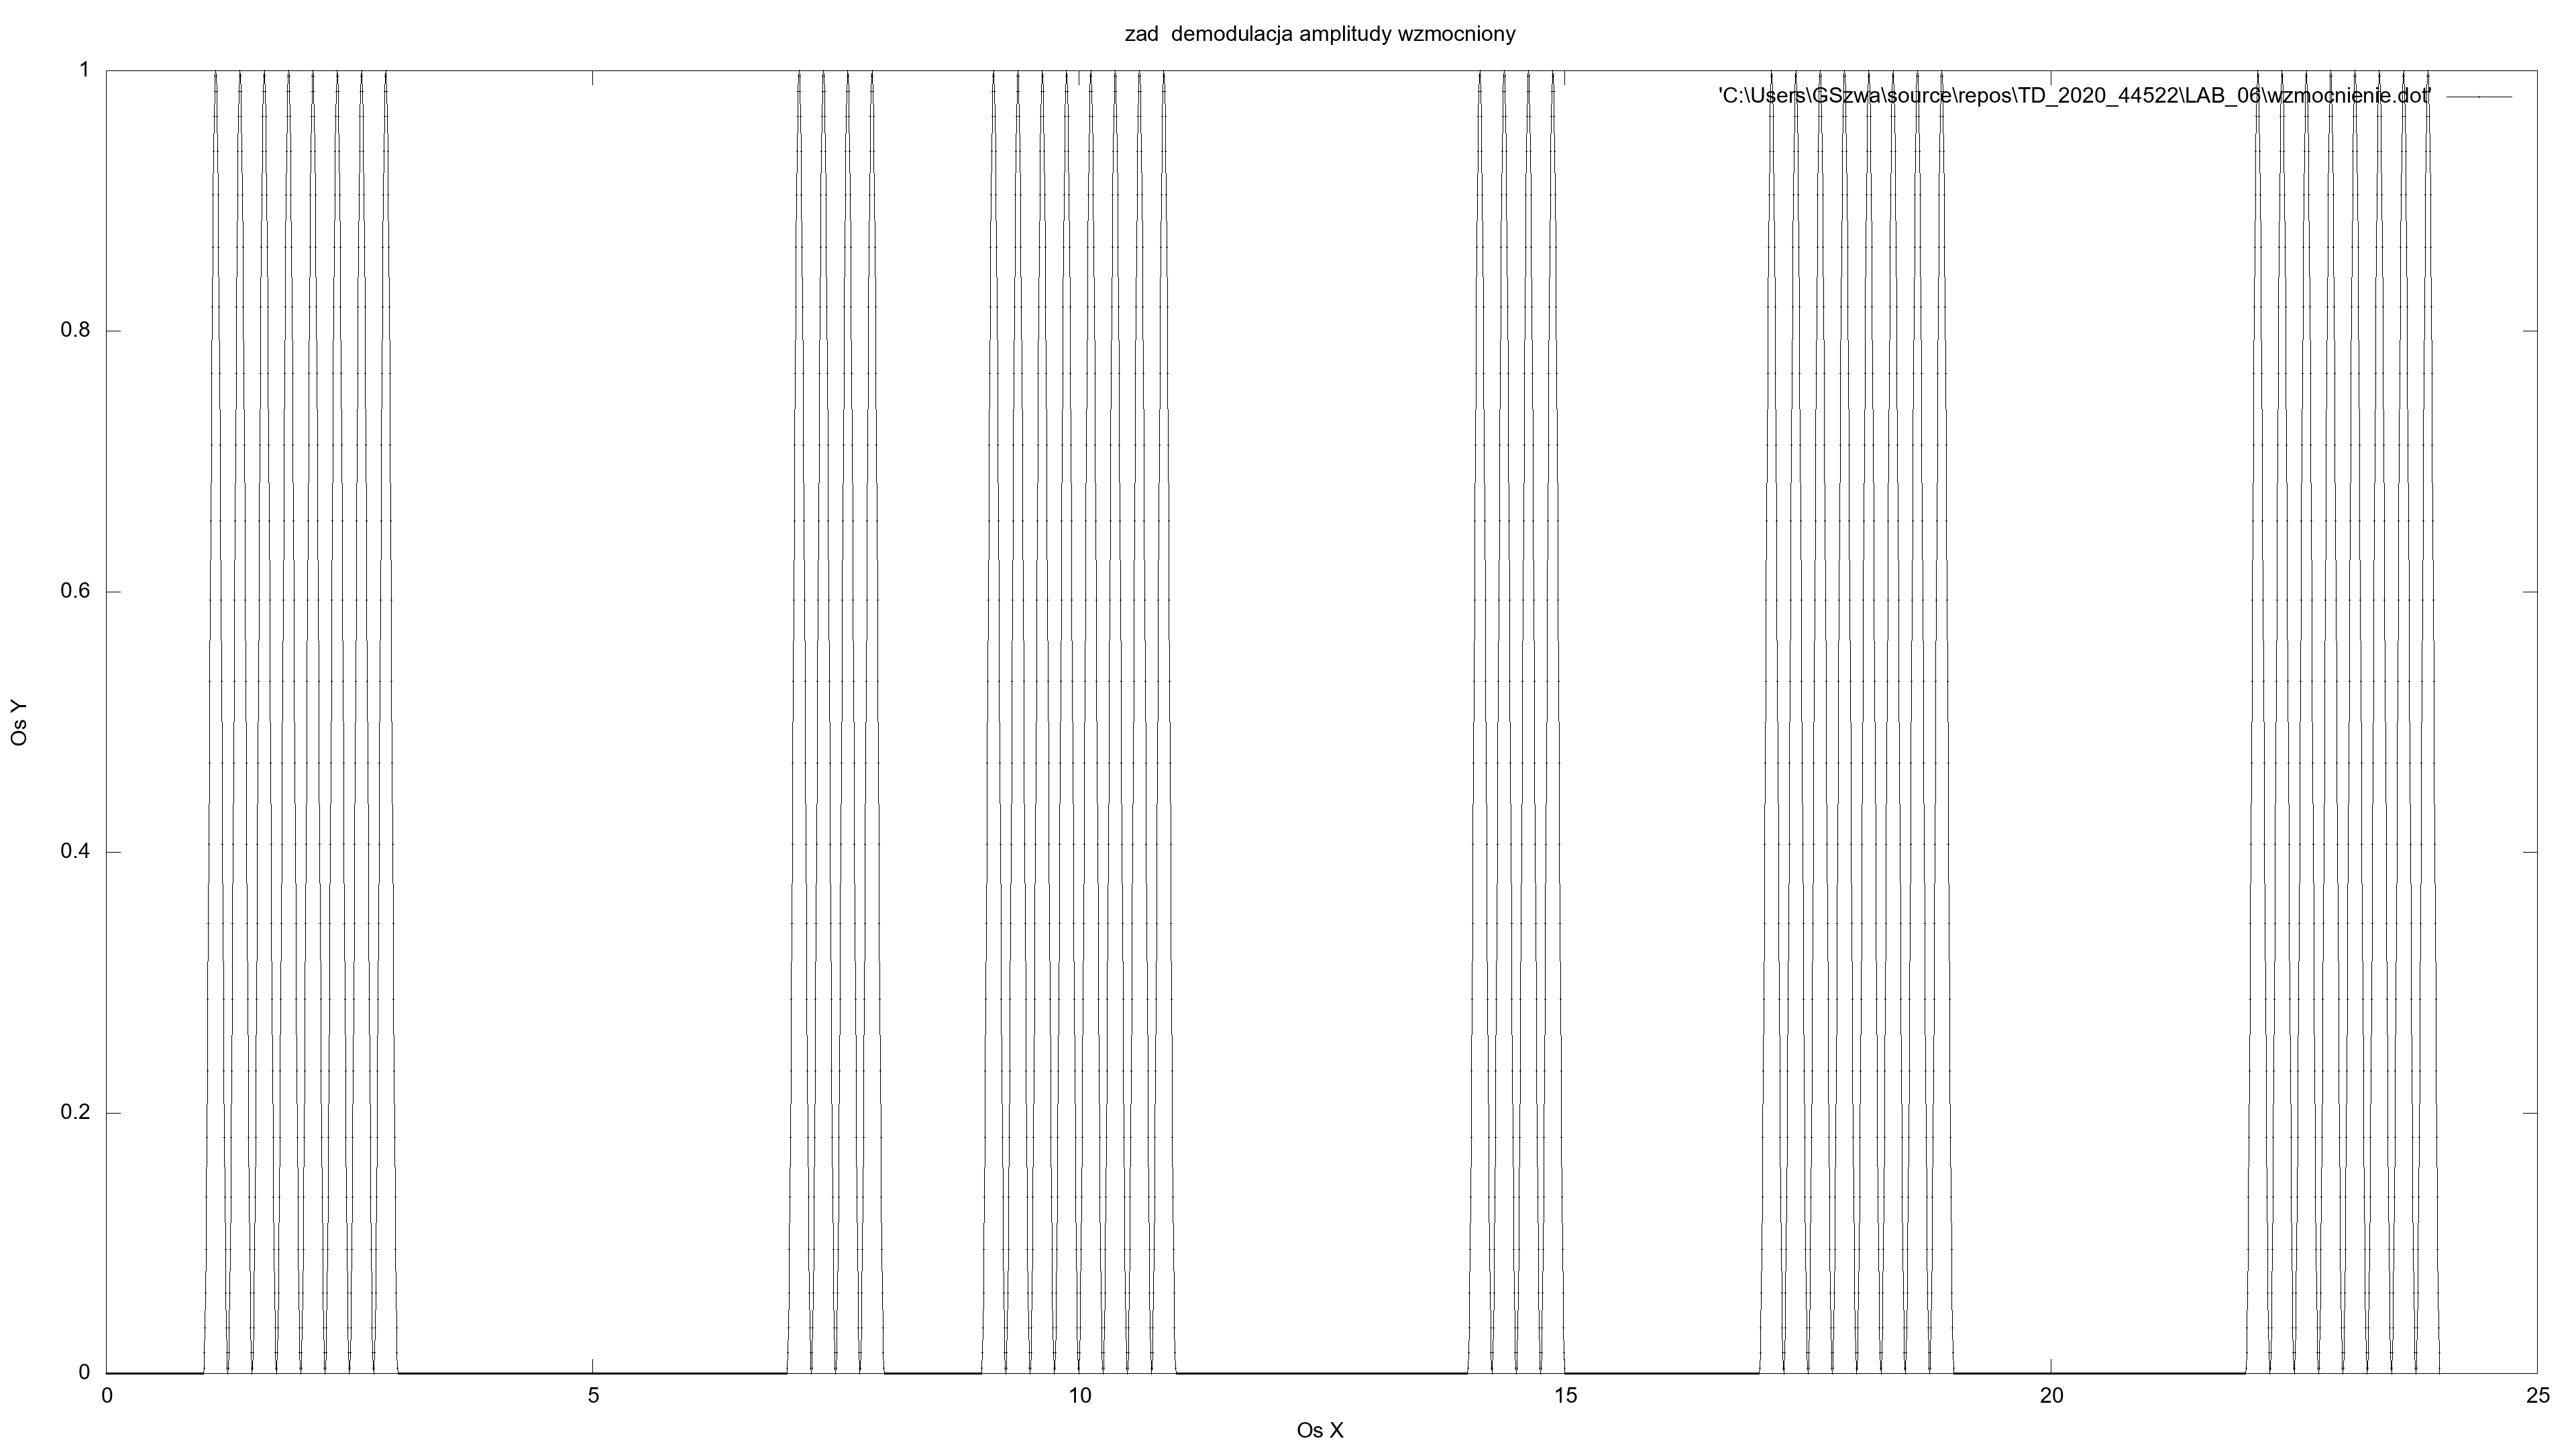 zad  demodulacja amplitudy wzmocniony
'C:\Users\GSzwa\source\repos\TD_2020_44522\LAB_06\wzmocnienie.dot'
1
0.8
0.6
0.4
0.2
0
Os Y
0 5 10 15 20 25
Os X